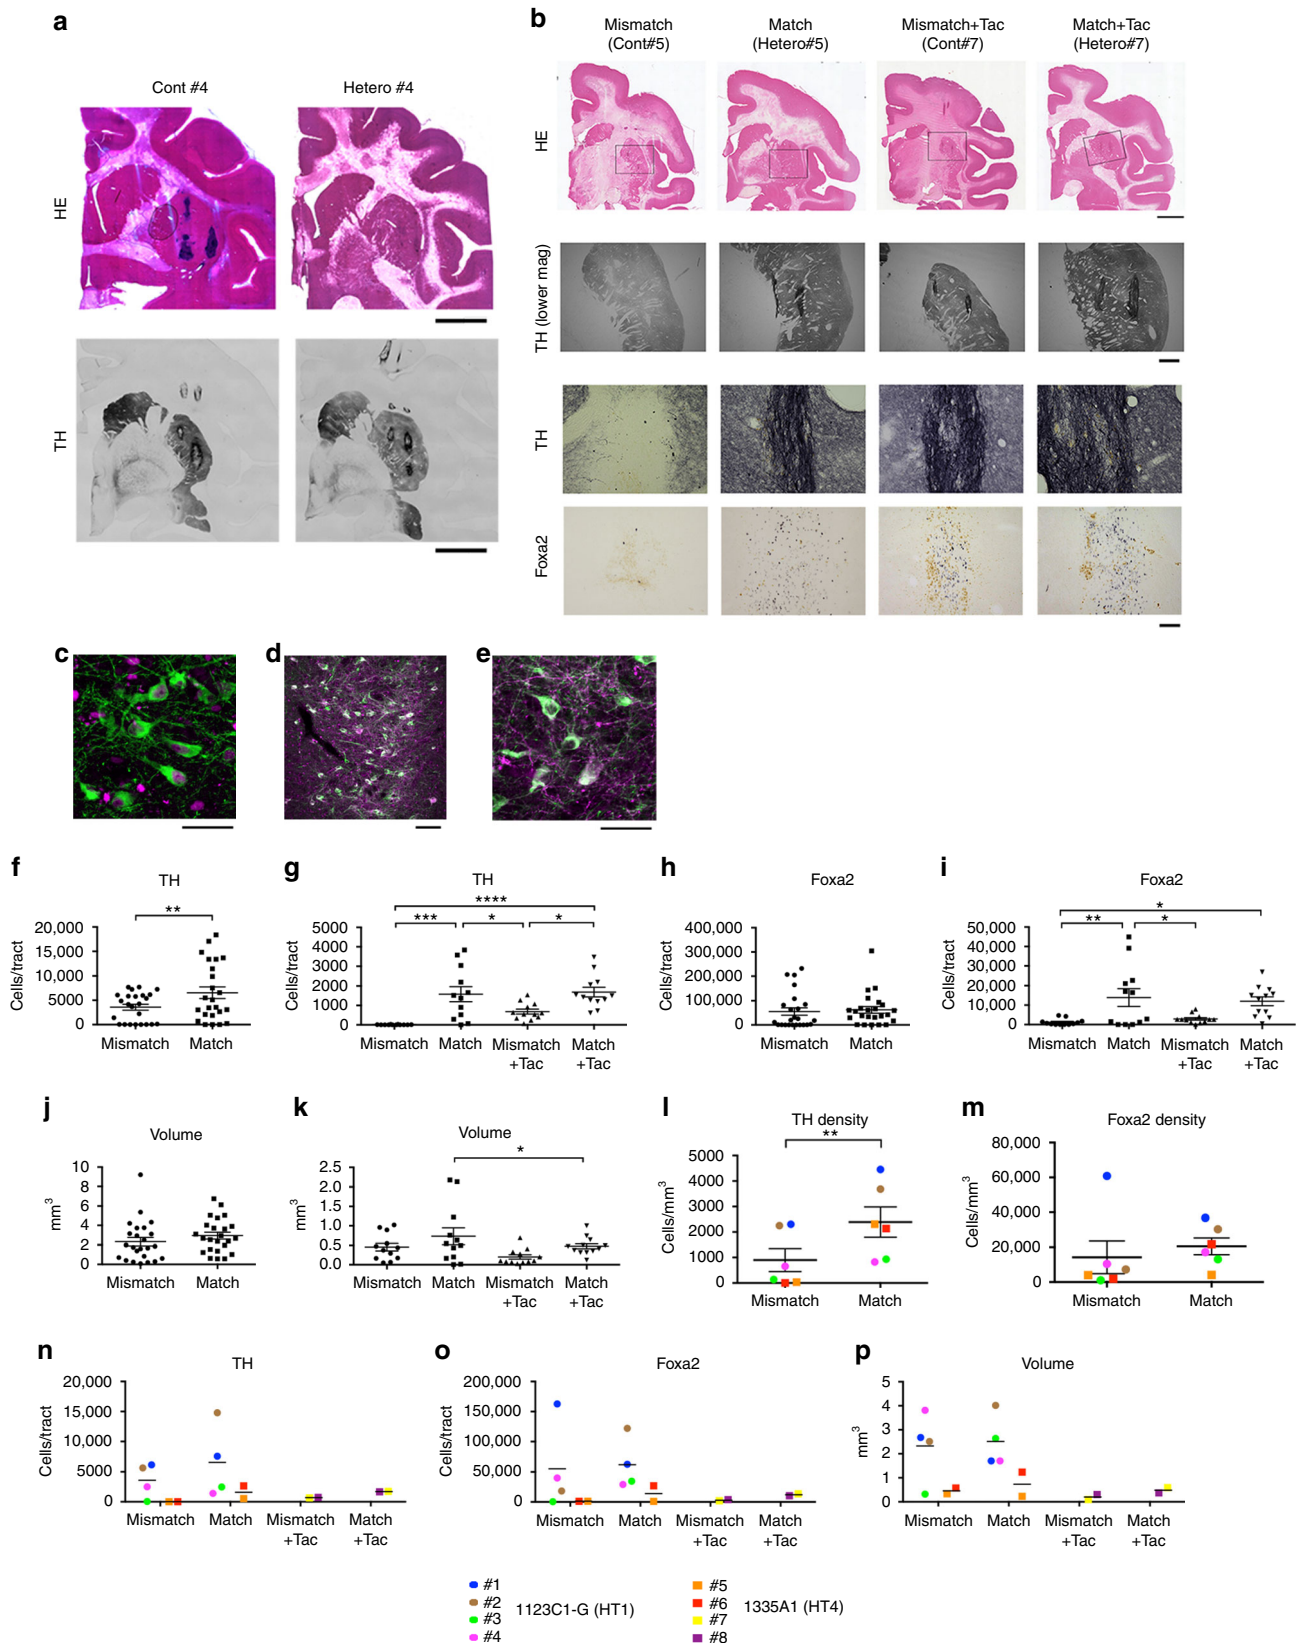 a
Cont #4
Hetero #4
HE
TH
b
Mismatch (Cont#5)
Match (Hetero#5)
Mismatch+Tac (Cont#7)
Match+Tac (Hetero#7)
HE
TH (lower mag)
TH
Foxa2
c
d
e
f
TH
**
Cells/tract
20,000
15,000
10,000
5000
0
Mismatch
Match
g
TH
****
***
*
*
Cells/tract
5000
4000
3000
2000
1000
0
Mismatch
Match
Mismatch +Tac
Match +Tac
h
Foxa2
Cells/tract
400,000
300,000
200,000
100,000
0
Mismatch
Match
i
Foxa2
*
**
*
Cells/tract
50,000
40,000
30,000
20,000
10,000
0
Mismatch
Match
Mismatch +Tac
Match +Tac
j
Volume
mm³
10
8
6
4
2
0
Mismatch
Match
k
Volume
*
mm³
2.5
2.0
1.5
1.0
0.5
0.0
Mismatch
Match
Mismatch +Tac
Match +Tac
l
TH density
**
Cells/mm³
5000
4000
3000
2000
1000
0
Mismatch
Match
m
Foxa2 density
Cells/mm³
80,000
60,000
40,000
20,000
0
Mismatch
Match
n
TH
Cells/tract
20,000
15,000
10,000
5000
0
Mismatch
Match
Mismatch +Tac
Match +Tac
o
Foxa2
Cells/tract
200,000
150,000
100,000
50,000
0
Mismatch
Match
Mismatch +Tac
Match +Tac
p
Volume
mm³
5
4
3
2
1
0
Mismatch
Match
Mismatch +Tac
Match +Tac
#1
#2
#3
#4
1123C1-G (HT1)
#5
#6
#7
#8
1335A1 (HT4)